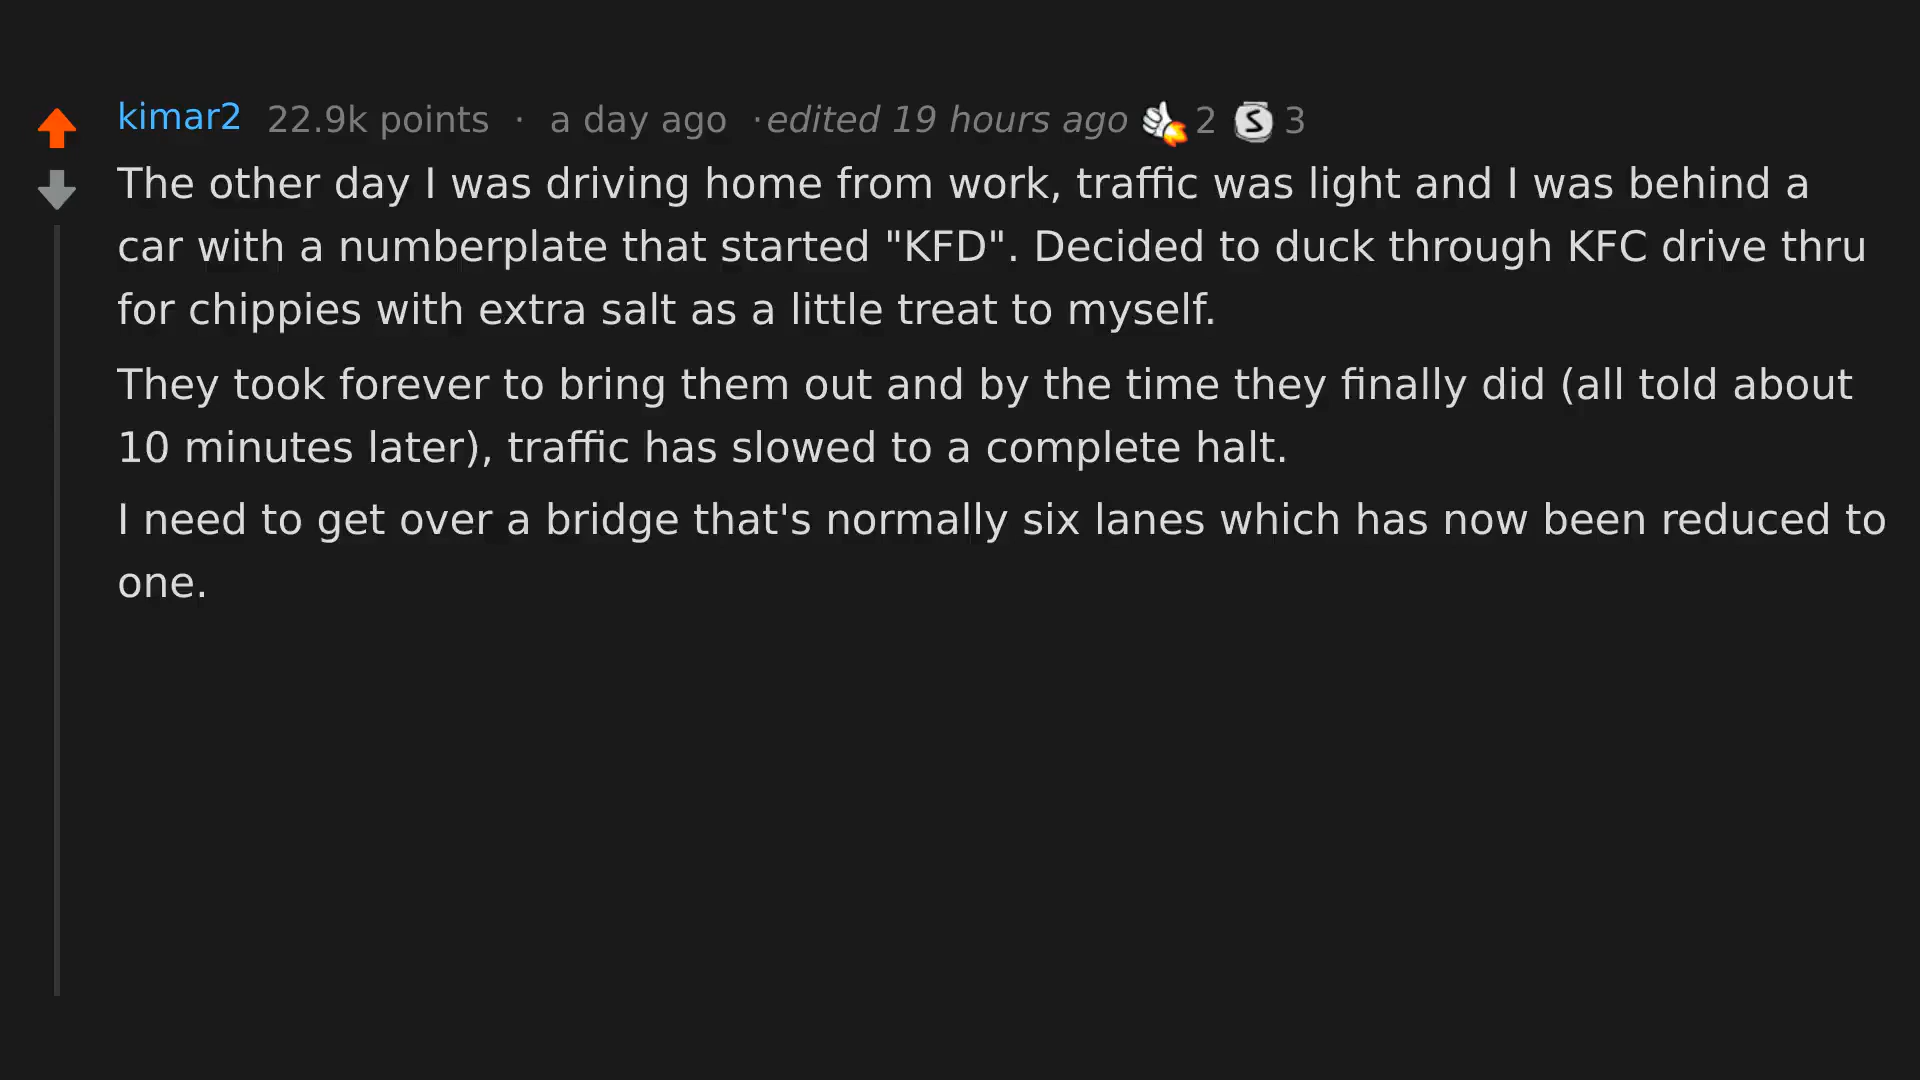 kimar2 22.9k points · a day ago ·edited 19 hours ago 2 S 3
The other day I was driving home from work, traffic was light and I was behind a
car with a numberplate that started "KFD". Decided to duck through KFC drive thru
for chippies with extra salt as a little treat to myself.
They took forever to bring them out and by the time they finally did (all told about
10 minutes later), traffic has slowed to a complete halt.
I need to get over a bridge that's normally six lanes which has now been reduced to
one.